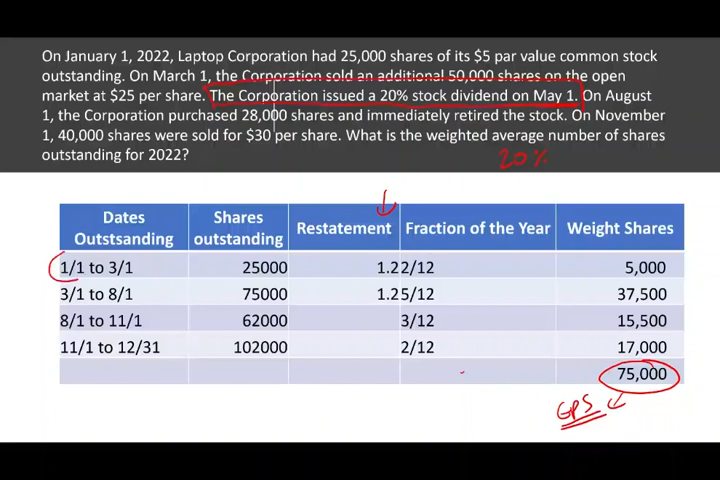 On January 1, 2022, Laptop Corporation had 25,000 shares of its $5 par value common stock
outstanding. On March 1, the Corporation sold an additional 50,000 shares on the open
market at $25 per share. The Corporation issued a 20% stock dividend on May 1. On August
1, the Corporation purchased 28,000 shares and immediately retired the stock. On November
1, 40,000 shares were sold for $30 per share. What is the weighted average number of shares
outstanding for 2022?
20%
Dates Outstsanding Shares outstanding Restatement Fraction of the Year Weight Shares
1/1 to 3/1 25000 1.2 2/12 5,000
3/1 to 8/1 75000 1.2 5/12 37,500
8/1 to 11/1 62000 3/12 15,500
11/1 to 12/31 102000 2/12 17,000
75,000
GPS